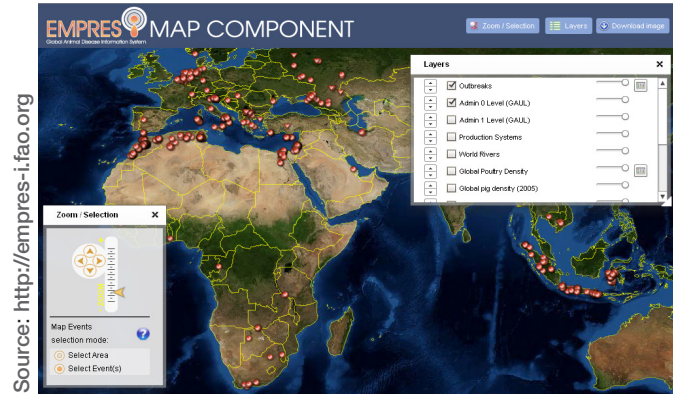 EMPRES MAP COMPONENT
Global Animal Disease Information System
Zoom / Selection
Layers
Download image
Layers ×
Outbreaks
Admin 0 Level (GAUL)
Admin 1 Level (GAUL)
Production Systems
World Rivers
Global Poultry Density
Global pig density (2005)
Zoom / Selection ×
Map Events
selection mode:
?
Select Area
Select Event(s)
Source: http://empres-i.fao.org